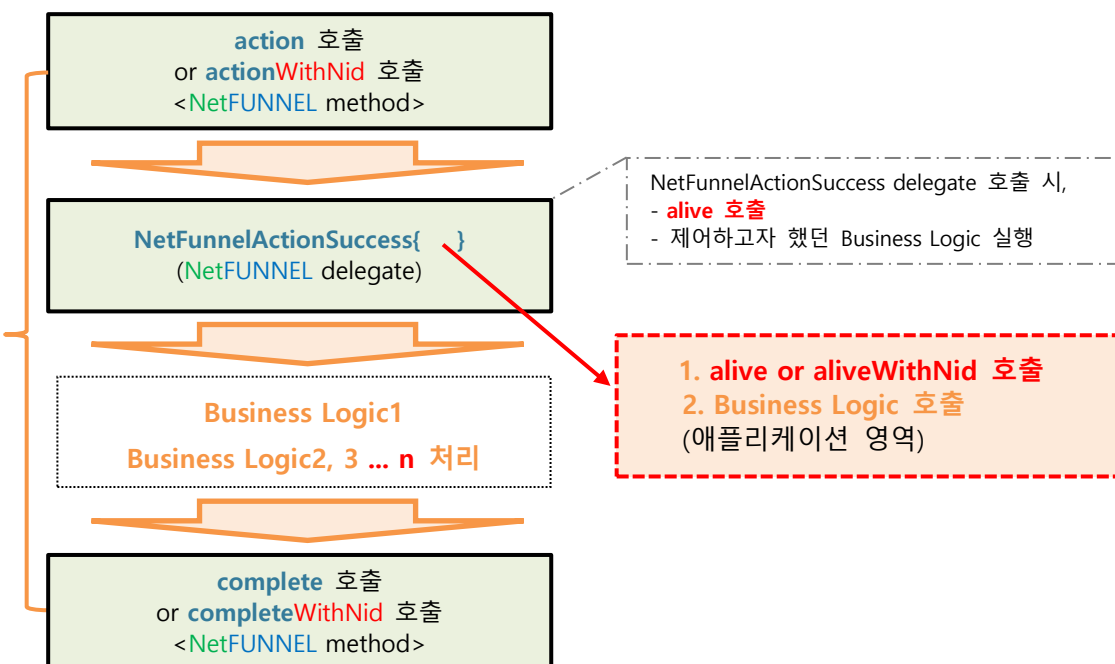 action 호출
or actionWithNid 호출
<NetFUNNEL method>
NetFunnelActionSuccess delegate 호출 시,
- alive 호출
- 제어하고자 했던 Business Logic 실행
NetFunnelActionSuccess{ }
(NetFUNNEL delegate)
1. alive or aliveWithNid 호출
2. Business Logic 호출
(애플리케이션 영역)
Business Logic1
Business Logic2, 3 ... n 처리
complete 호출
or completeWithNid 호출
<NetFUNNEL method>